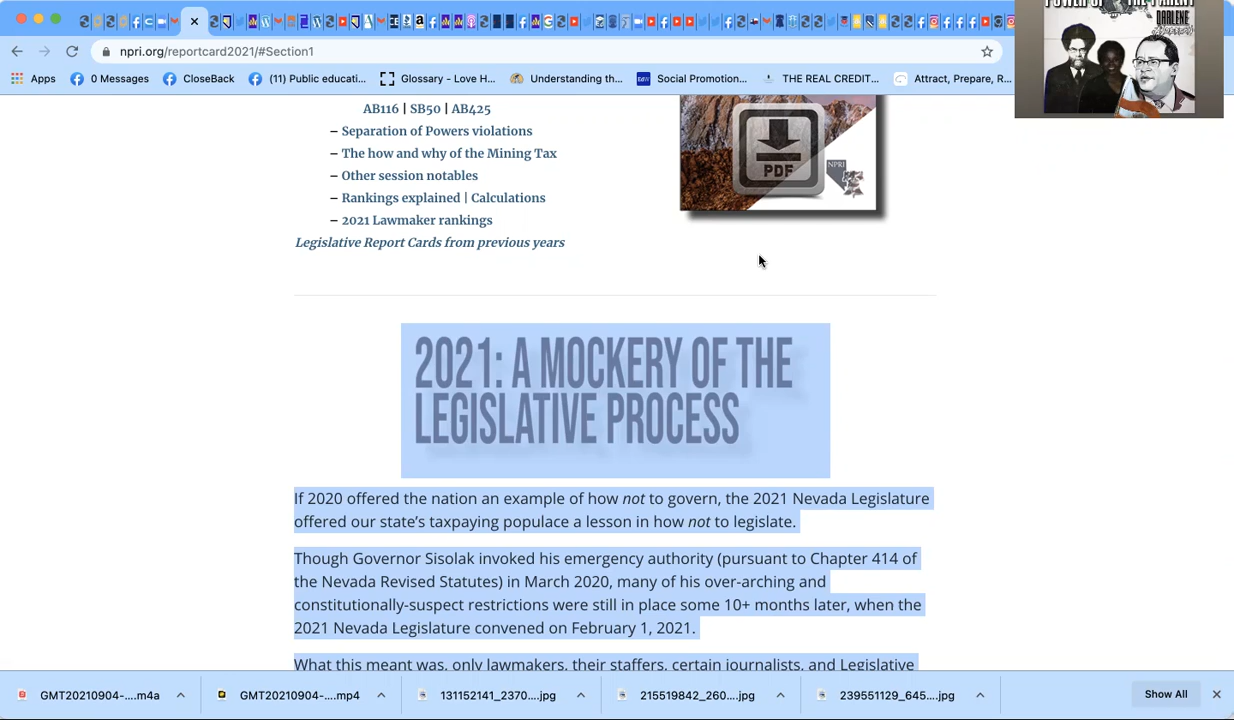 npri.org/reportcard2021/#Section1
Apps
0 Messages
CloseBack
(11) Public educati...
Glossary - Love H...
Understanding th...
Social Promotion...
THE REAL CREDIT...
Attract, Prepare, R...
DARLENE
AB116 | SB50 | AB425
– Separation of Powers violations
– The how and why of the Mining Tax
– Other session notables
– Rankings explained | Calculations
– 2021 Lawmaker rankings
Legislative Report Cards from previous years
PDF
NPRI
2021: A MOCKERY OF THE
LEGISLATIVE PROCESS
If 2020 offered the nation an example of how not to govern, the 2021 Nevada Legislature
offered our state's taxpaying populace a lesson in how not to legislate.
Though Governor Sisolak invoked his emergency authority (pursuant to Chapter 414 of
the Nevada Revised Statutes) in March 2020, many of his over-arching and
constitutionally-suspect restrictions were still in place some 10+ months later, when the
2021 Nevada Legislature convened on February 1, 2021.
What this meant was, only lawmakers, their staffers, certain journalists, and Legislative
GMT20210904-....m4a
GMT20210904-....mp4
131152141_2370....jpg
215519842_260....jpg
239551129_645....jpg
Show All